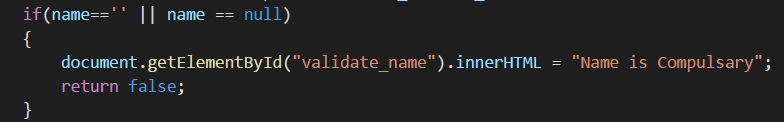 if(name=='' || name == null)
{
document.getElementById("validate_name").innerHTML = "Name is Compulsary";
return false;
}